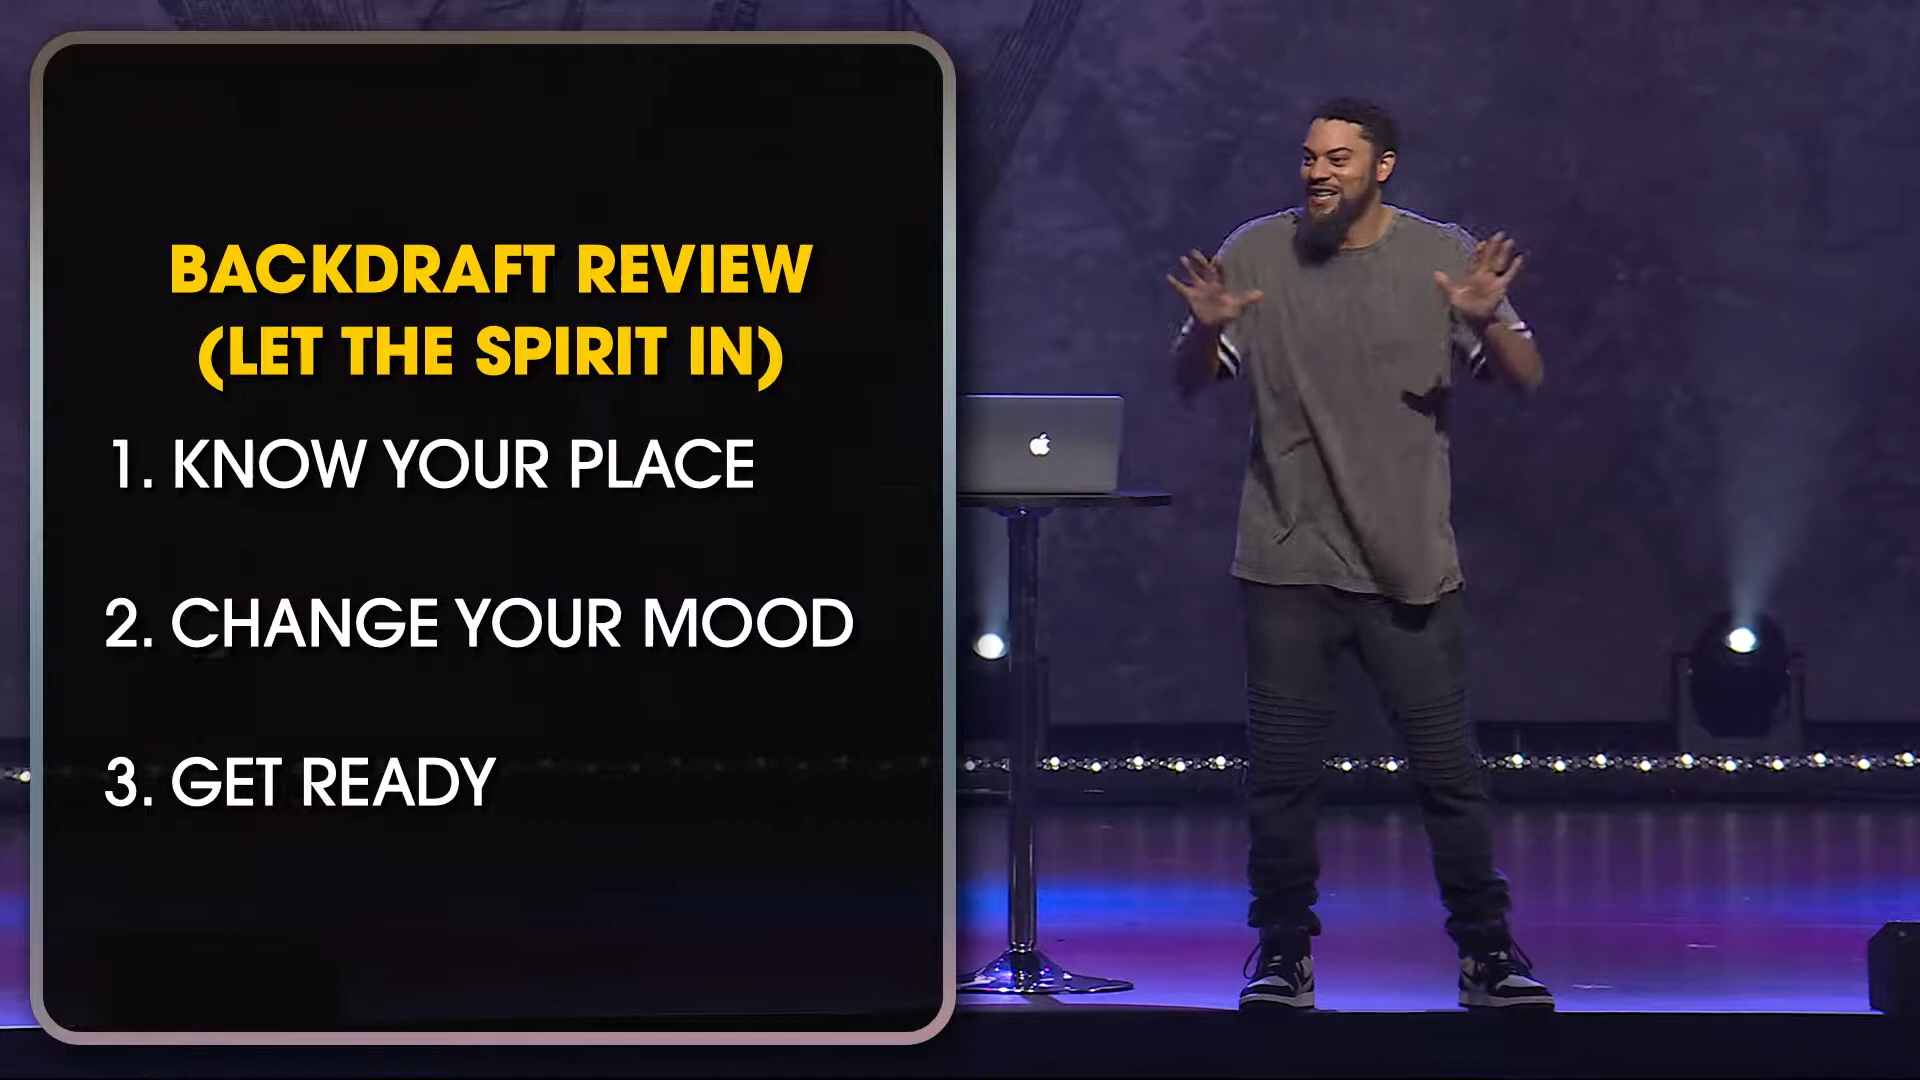 BACKDRAFT REVIEW
(LET THE SPIRIT IN)
1. KNOW YOUR PLACE
2. CHANGE YOUR MOOD
3. GET READY